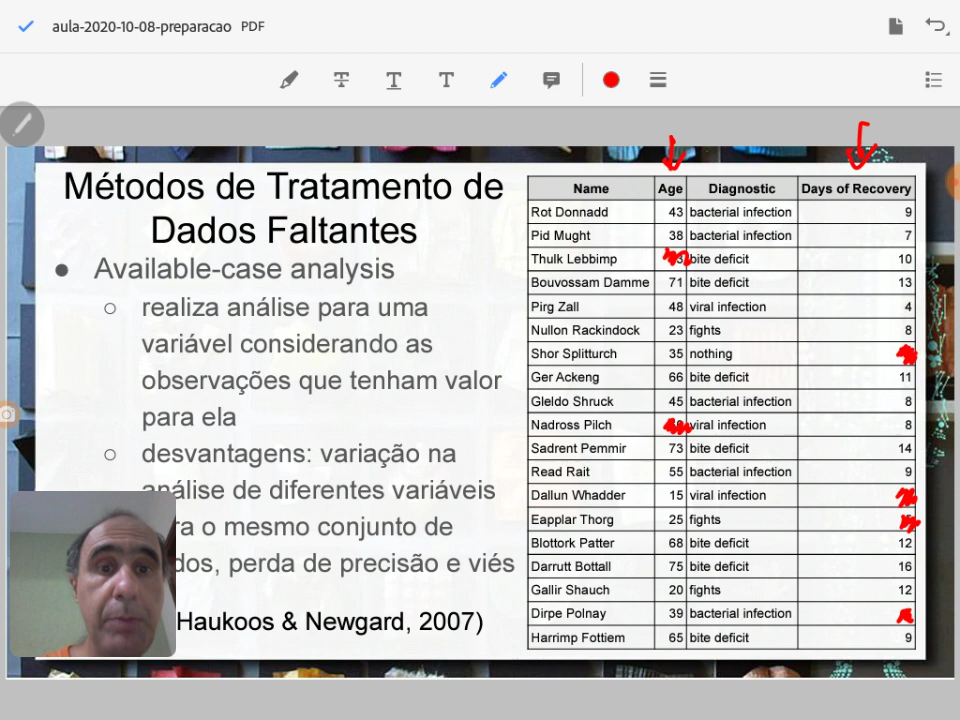 aula-2020-10-08-preparacao PDF
Métodos de Tratamento de
Dados Faltantes
● Available-case analysis
○ realiza análise para uma
variável considerando as
observações que tenham valor
para ela
○ desvantagens: variação na
análise de diferentes variáveis
o mesmo conjunto de
perda de precisão e viés
Haukoos & Newgard, 2007)
Name Age Diagnostic Days of Recovery
Rot Donnadd 43 bacterial infection 9
Pid Mught 38 bacterial infection 7
Thulk Lebbimp bite deficit 10
Bouvossam Damme 71 bite deficit 13
Pirg Zall 48 viral infection 4
Nullon Rackindock 23 fights 8
Shor Splitturch 35 nothing
Ger Ackeng 66 bite deficit 11
Gleldo Shruck 45 bacterial infection 8
Nadross Pilch viral infection 8
Sadrent Pemmir 73 bite deficit 14
Read Rait 55 bacterial infection 9
Dallun Whadder 15 viral infection
Eapplar Thorg 25 fights
Blottork Patter 68 bite deficit 12
Darrutt Bottall 75 bite deficit 16
Gallir Shauch 20 fights 12
Dirpe Polnay 39 bacterial infection
Harrimp Fottiem 65 bite deficit 9